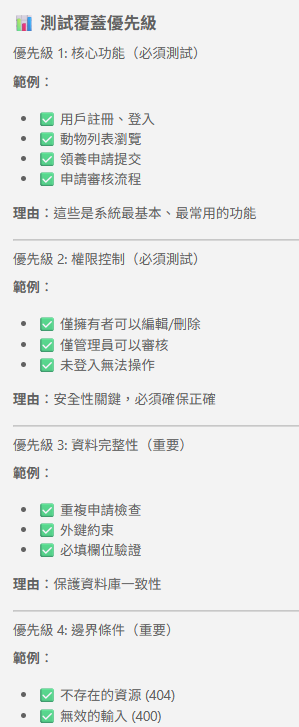 📊 測試覆蓋優先級
優先級 1: 核心功能（必須測試）
範例：
• ✅ 用戶註冊、登入
• ✅ 動物列表瀏覽
• ✅ 領養申請提交
• ✅ 申請審核流程
理由：這些是系統最基本、最常用的功能
優先級 2: 權限控制（必須測試）
範例：
• ✅ 僅擁有者可以編輯/刪除
• ✅ 僅管理員可以審核
• ✅ 未登入無法操作
理由：安全性關鍵，必須確保正確
優先級 3: 資料完整性（重要）
範例：
• ✅ 重複申請檢查
• ✅ 外鍵約束
• ✅ 必填欄位驗證
理由：保護資料庫一致性
優先級 4: 邊界條件（重要）
範例：
• ✅ 不存在的資源 (404)
• ✅ 無效的輸入 (400)